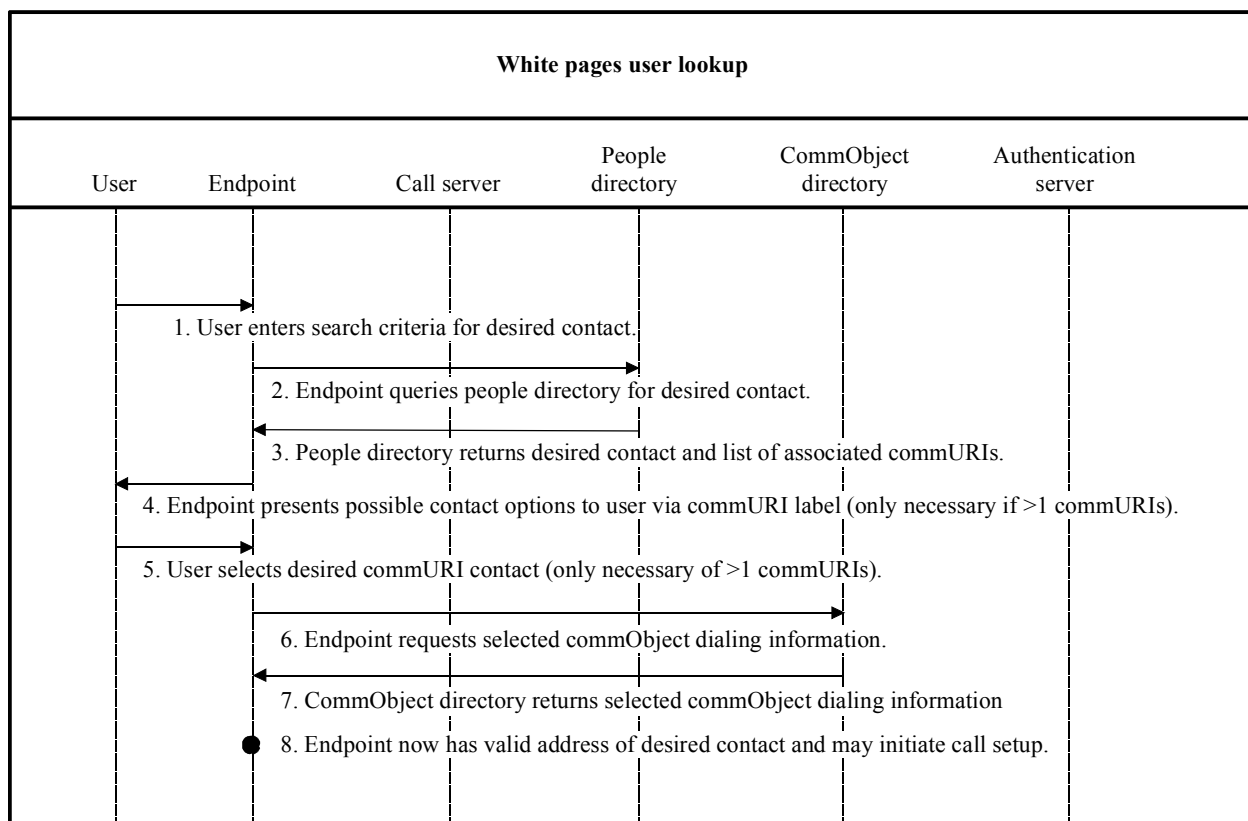 White pages user lookup
User
Endpoint
Call server
People
directory
CommObject
directory
Authentication
server
1. User enters search criteria for desired contact.
2. Endpoint queries people directory for desired contact.
3. People directory returns desired contact and list of associated commURIs.
4. Endpoint presents possible contact options to user via commURI label (only necessary if >1 commURIs).
5. User selects desired commURI contact (only necessary of >1 commURIs).
6. Endpoint requests selected commObject dialing information.
7. CommObject directory returns selected commObject dialing information
8. Endpoint now has valid address of desired contact and may initiate call setup.